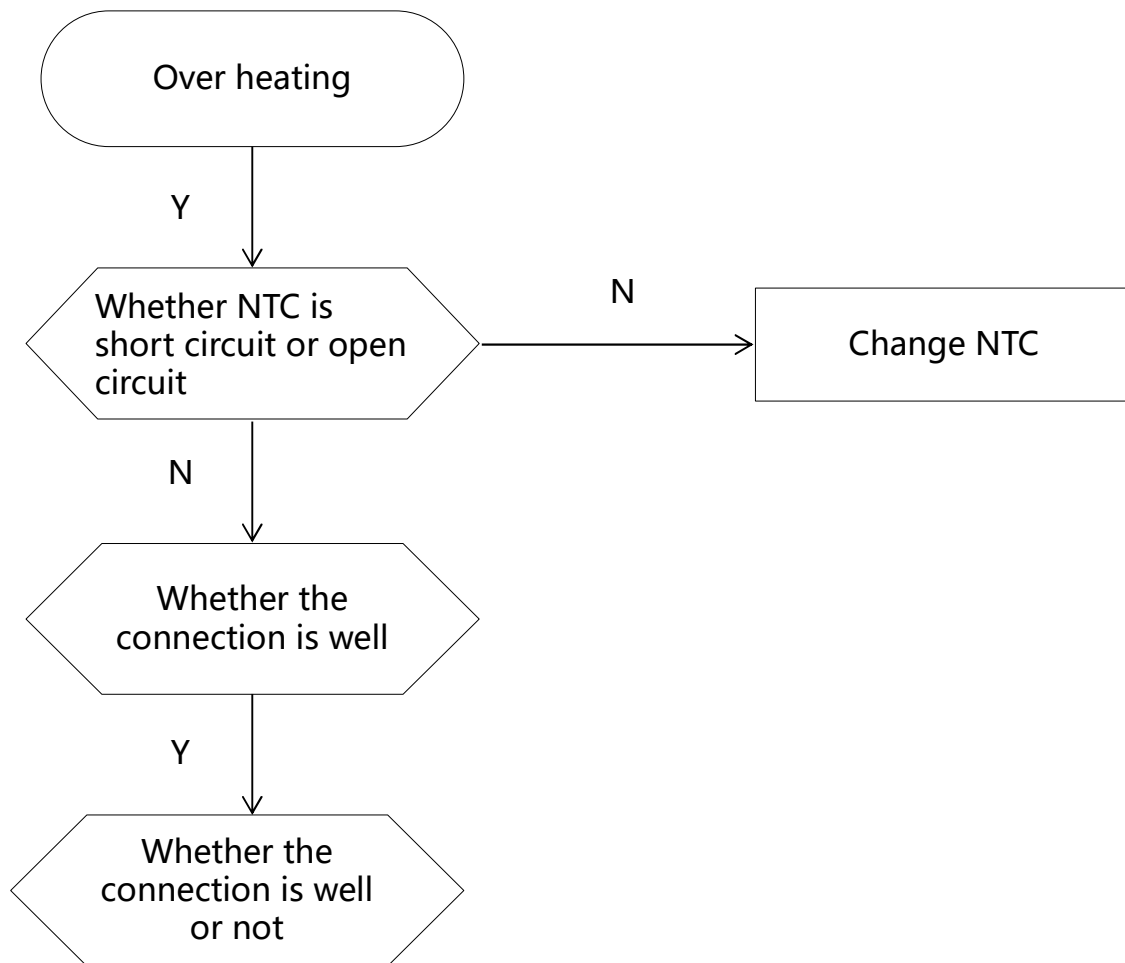 Over heating
Y
Whether NTC is
short circuit or open
circuit
N
Change NTC
N
Whether the
connection is well
Y
Whether the
connection is well
or not